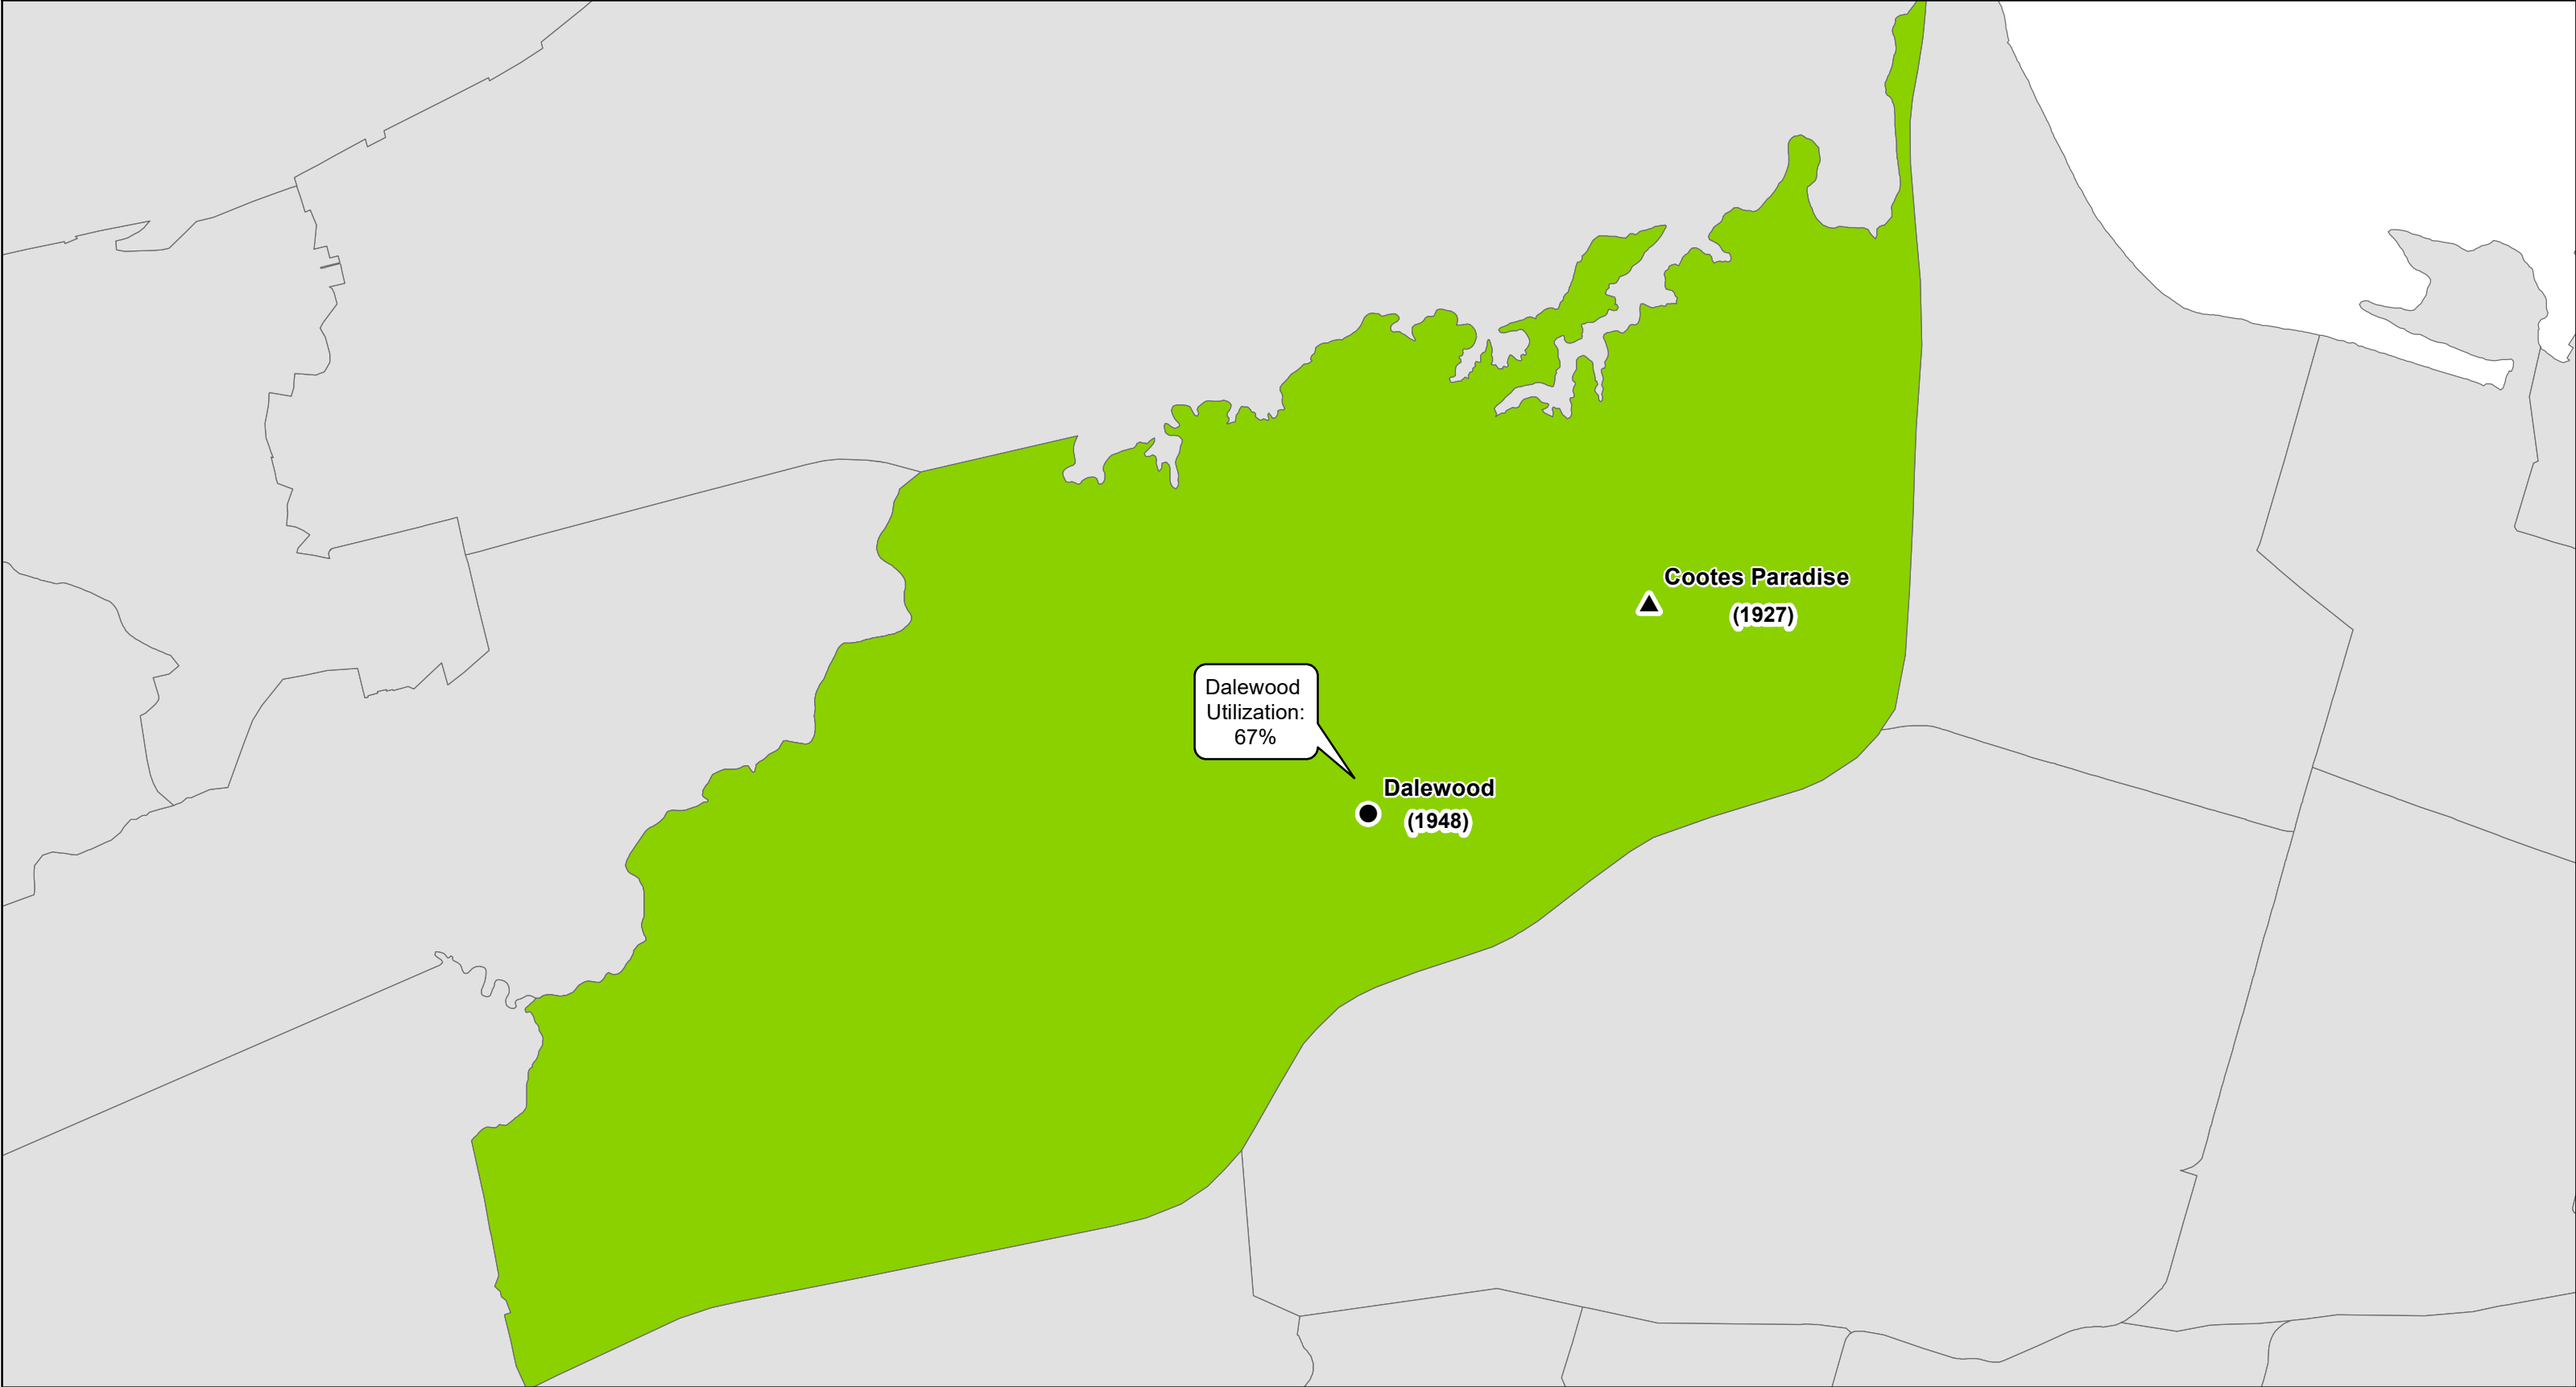 Cootes Paradise
(1927)
Dalewood
Utilization:
67%
Dalewood
(1948)